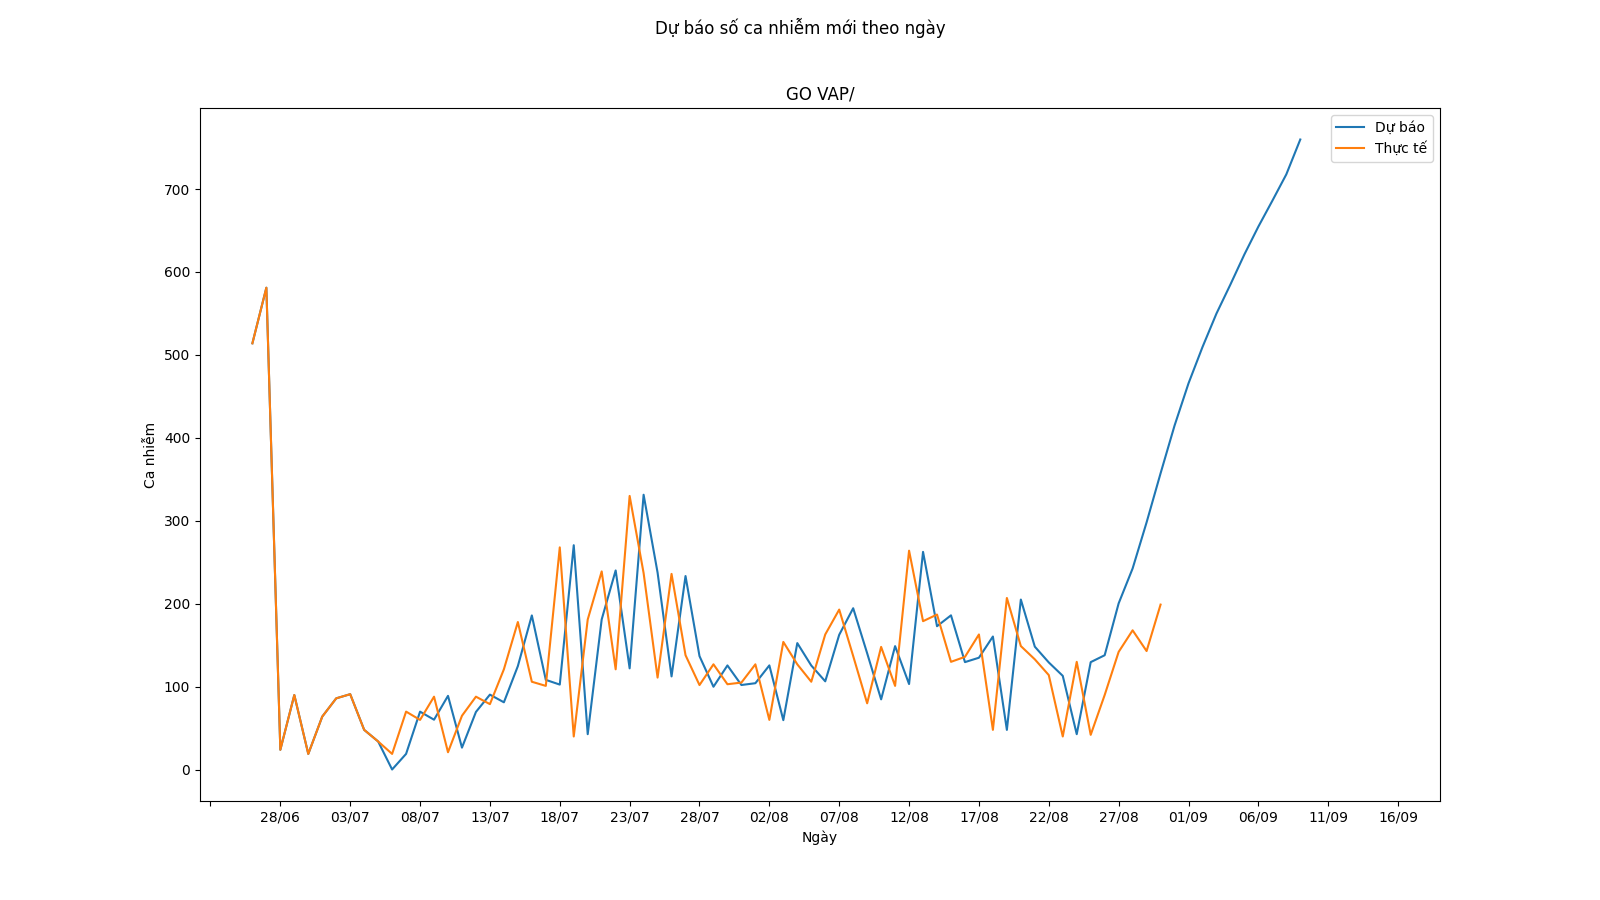 Dự báo số ca nhiễm mới theo ngày
GO VAP/
Dự báo
Thực tế
700
600
500
400
300
200
100
0
Ca nhiễm
28/06 03/07 08/07 13/07 18/07 23/07 28/07 02/08 07/08 12/08 17/08 22/08 27/08 01/09 06/09 11/09 16/09
Ngày